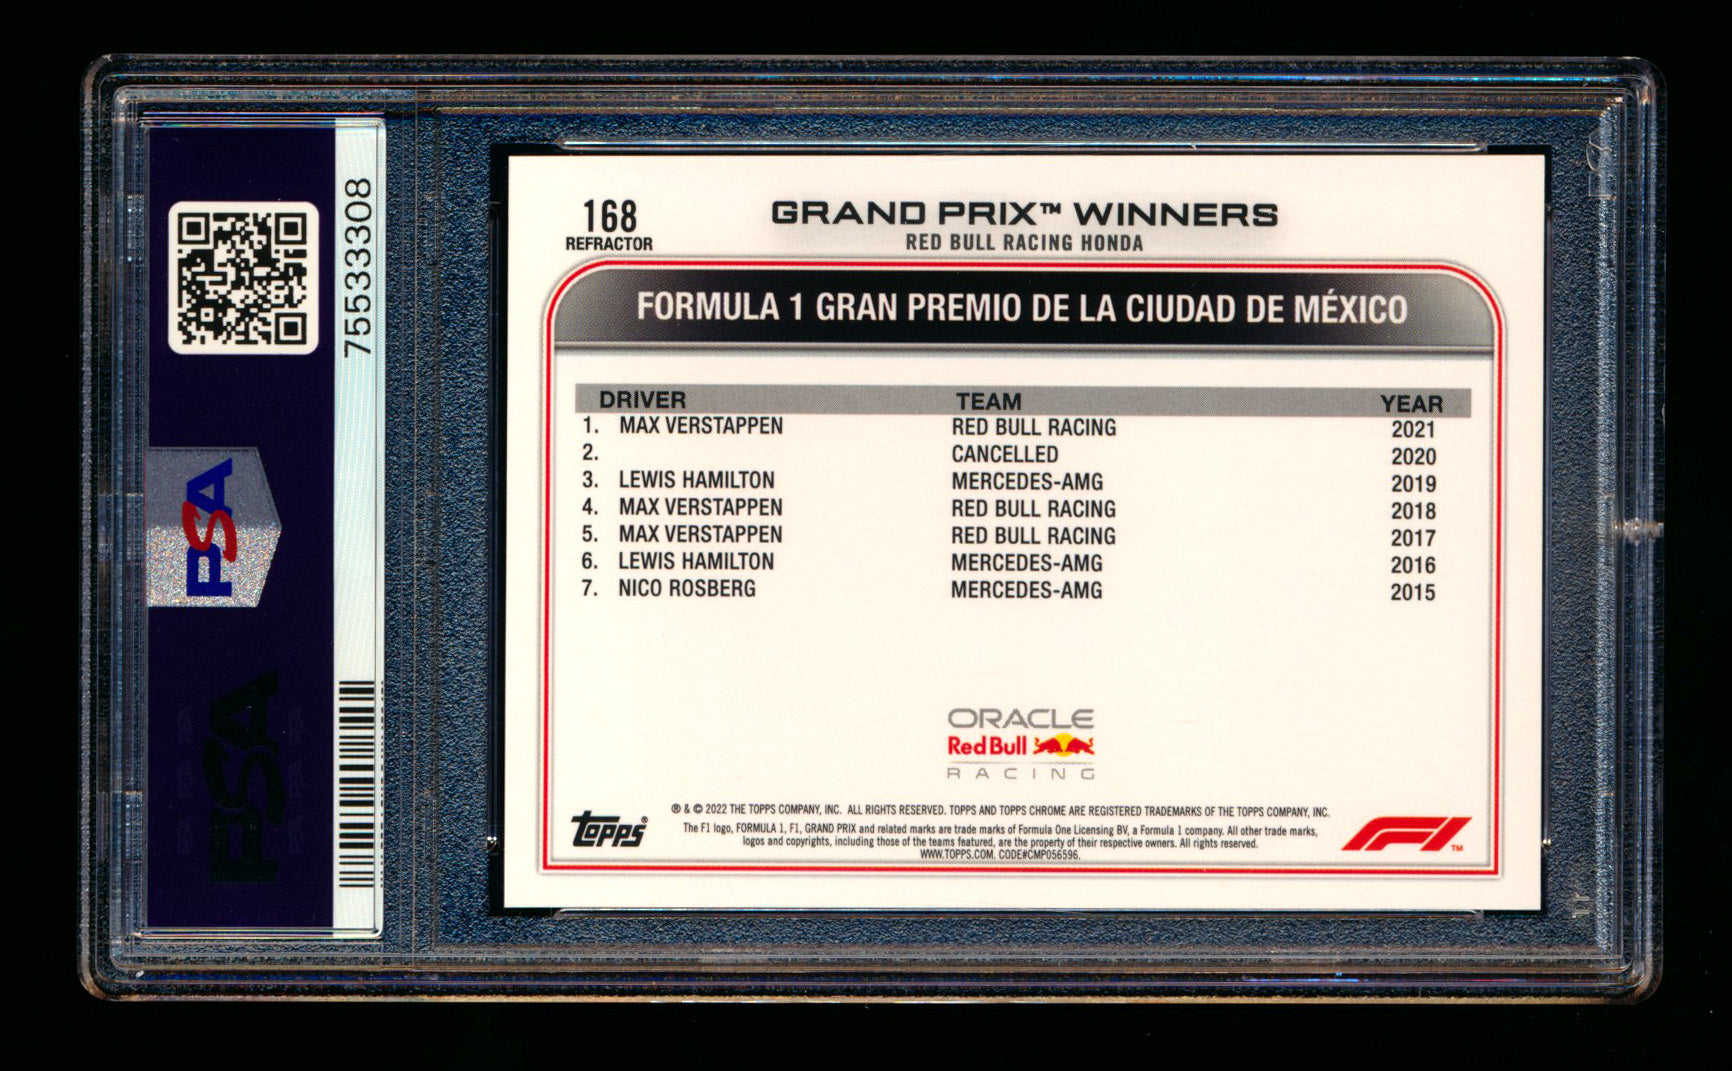 75533308
PSA
PSA
168
REFRACTOR
GRAND PRIX™ WINNERS
RED BULL RACING HONDA
FORMULA 1 GRAN PREMIO DE LA CIUDAD DE MÉXICO
DRIVER TEAM YEAR
1. MAX VERSTAPPEN RED BULL RACING 2021
2. CANCELLED 2020
3. LEWIS HAMILTON MERCEDES-AMG 2019
4. MAX VERSTAPPEN RED BULL RACING 2018
5. MAX VERSTAPPEN RED BULL RACING 2017
6. LEWIS HAMILTON MERCEDES-AMG 2016
7. NICO ROSBERG MERCEDES-AMG 2015
ORACLE
Red Bull
RACING
® & © 2022 THE TOPPS COMPANY, INC. ALL RIGHTS RESERVED. TOPPS AND TOPPS CHROME ARE REGISTERED TRADEMARKS OF THE TOPPS COMPANY, INC.
The F1 logo, FORMULA 1, F1, GRAND PRIX and related marks are trade marks of Formula One Licensing BV, a Formula 1 company. All other trade marks,
logos and copyrights, including those of the teams featured, are the property of their respective owners. All rights reserved.
WWW.TOPPS.COM. CODE#CMP056596.
topps®
F1™